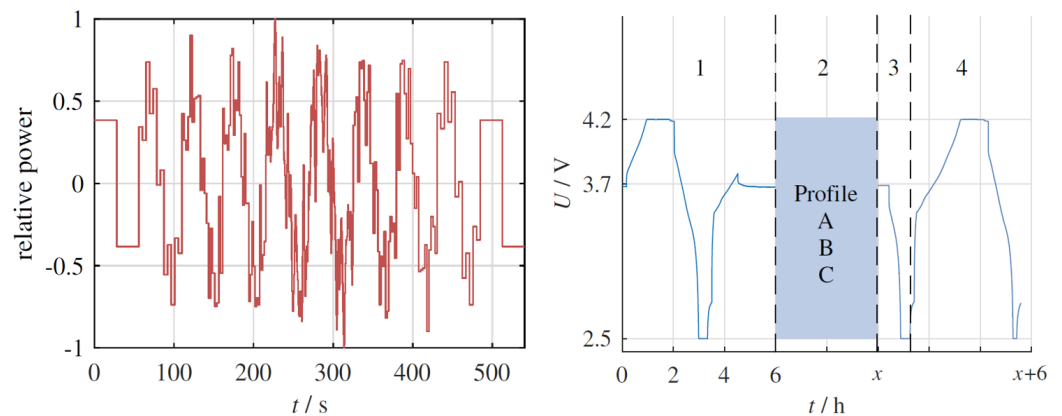 1
0.5
0
-0.5
-1
relative power
0 100 200 300 400 500
t / s
1 2 3 4
4.2
3.7
2.5
U / V
Profile
A
B
C
0 2 4 6 x x+6
t / h